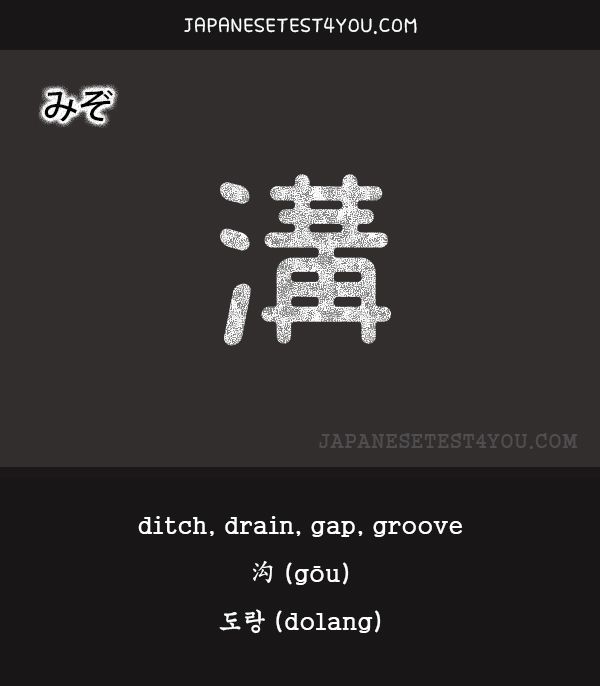 JAPANESETEST4YOU.COM
みぞ
溝
JAPANESETEST4YOU.COM
ditch, drain, gap, groove
沟 (gōu)
도랑 (dolang)